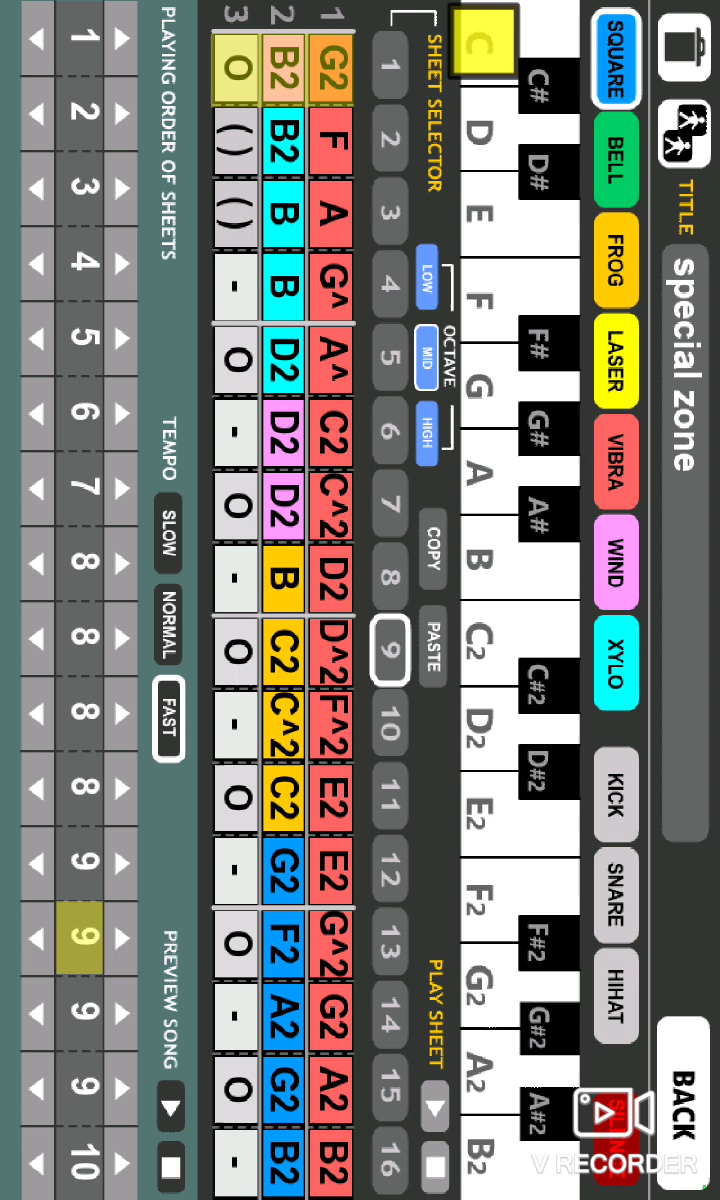 TITLE special zone BACK
SQUARE BELL FROG LASER VIBRA WIND XYLO KICK SNARE HIHAT
V RECORDER
C# D# F# G# A# C#2 D#2 F#2 G#2 A#2
C D E F G A B C2 D2 E2 F2 G2 A2 B2
OCTAVE
SHEET SELECTOR LOW MID HIGH COPY PASTE PLAY SHEET
1 2 3 4 5 6 7 8 9 10 11 12 13 14 15 16
1 G2 F A G^ A^ C2 C^2 D2 D^2 F^2 E2 E2 G^2 G2 A2 B2
2 B2 B2 B B D2 D2 D2 B C2 C^2 C2 G2 F2 A2 G2 B2
3 O () () - O - O - O - O - O - O -
PLAYING ORDER OF SHEETS TEMPO SLOW NORMAL FAST PREVIEW SONG
1 2 3 4 5 6 7 8 8 8 8 9 9 9 9 10